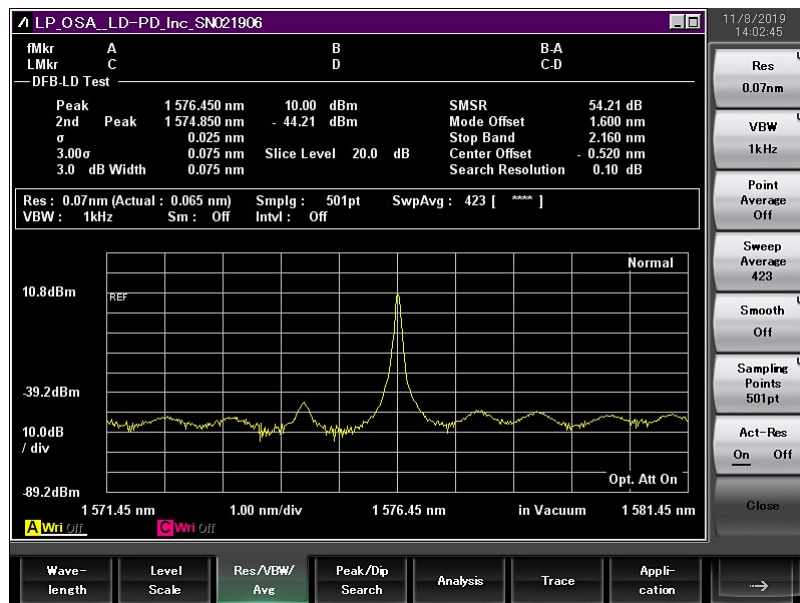 LP_OSA__LD-PD_Inc_SN021906
11/8/2019
14:02:45
fMkr A B B-A
LMkr C D C-D
DFB-LD Test
Peak 1 576.450 nm 10.00 dBm SMSR 54.21 dB
2nd Peak 1 574.850 nm - 44.21 dBm Mode Offset 1.600 nm
σ 0.025 nm Stop Band 2.160 nm
3.00σ 0.075 nm Slice Level 20.0 dB Center Offset - 0.520 nm
3.0 dB Width 0.075 nm Search Resolution 0.10 dB
Res : 0.07nm (Actual : 0.065 nm) Smplg : 501pt SwpAvg : 423 [ **** ]
VBW : 1kHz Sm : Off Intvl : Off
Normal
10.8dBm
REF
-39.2dBm
10.0dB
/ div
Opt. Att On
-89.2dBm
1 571.45 nm 1.00 nm/div 1 576.45 nm in Vacuum 1 581.45 nm
A Wri Off C Wri Off
Res
0.07nm
VBW
1kHz
Point
Average
Off
Sweep
Average
423
Smooth
Off
Sampling
Points
501pt
Act-Res
On Off
Close
Wave-
length
Level
Scale
Res/VBW/
Avg
Peak/Dip
Search
Analysis
Trace
Appli-
cation